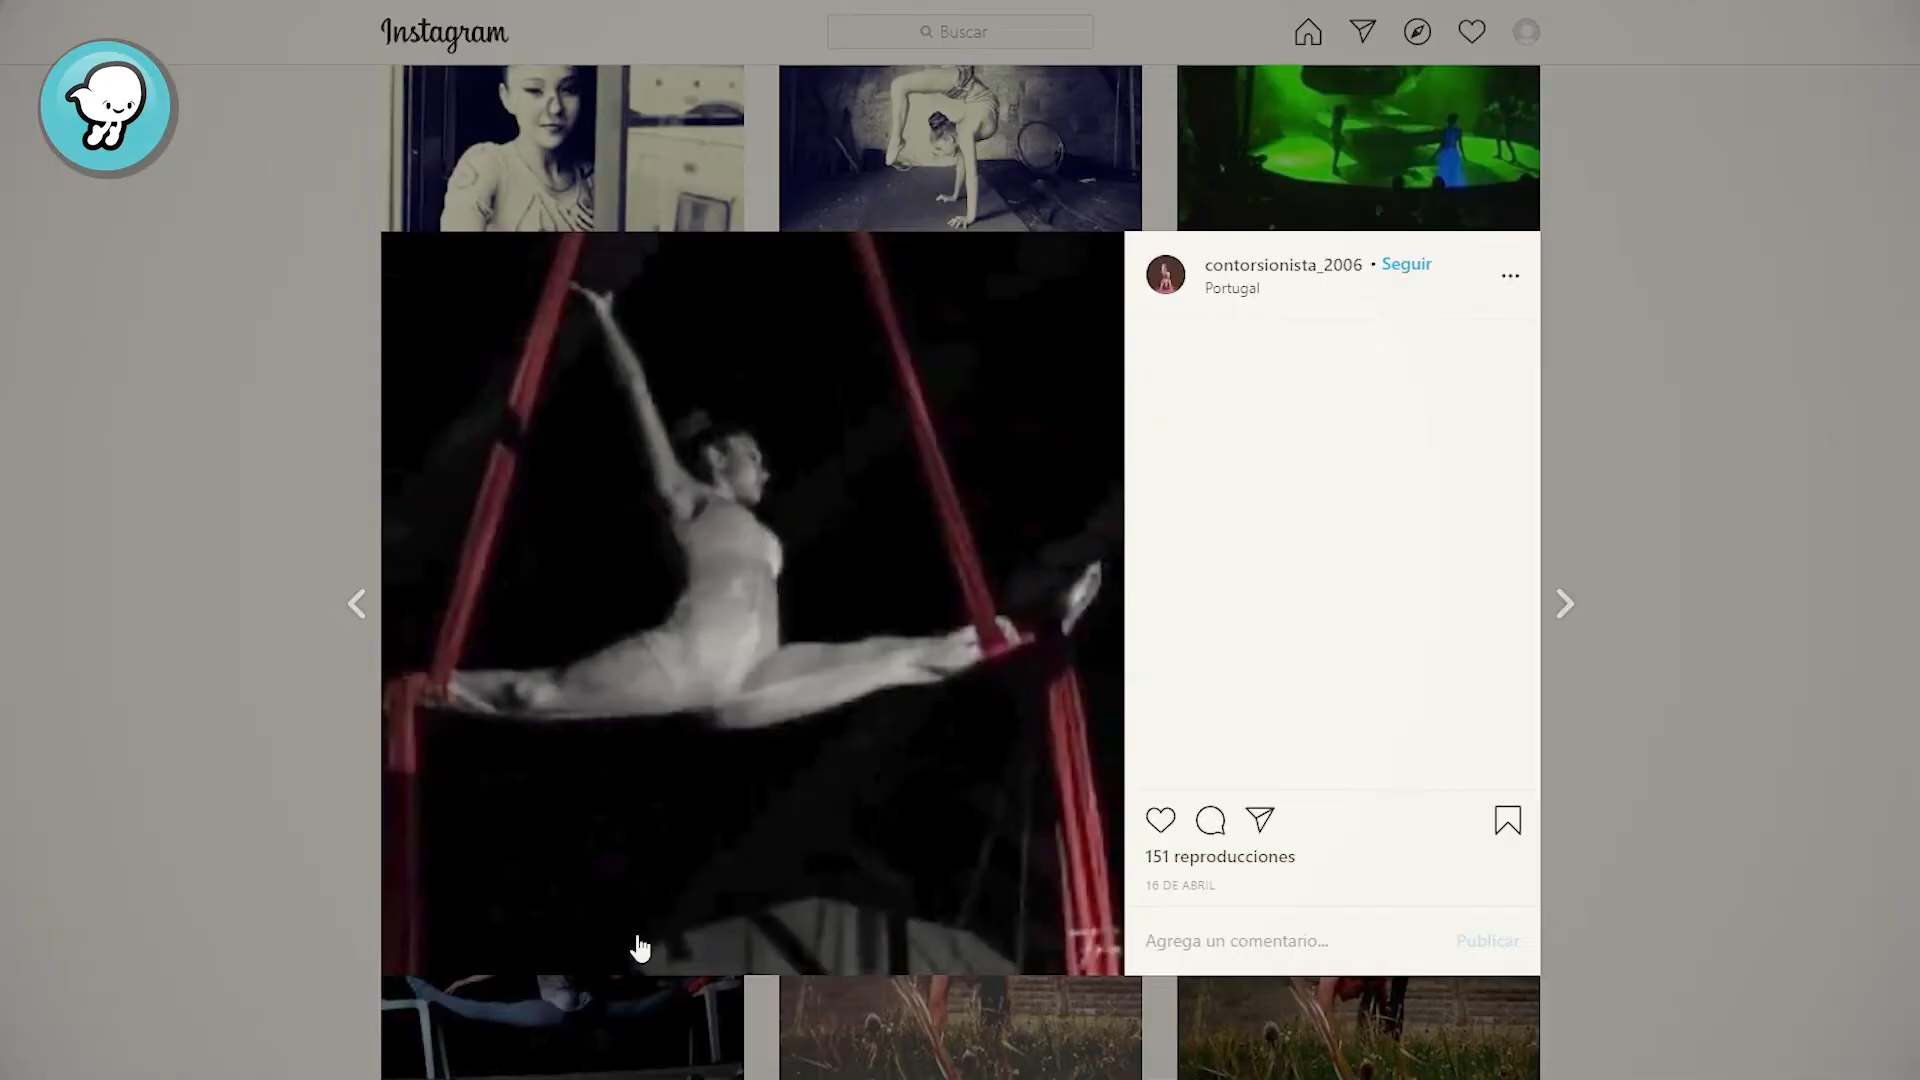 Instagram
Buscar
contorsionista_2006 • Seguir
Portugal
151 reproducciones
16 DE ABRIL
Agrega un comentario...
Publicar